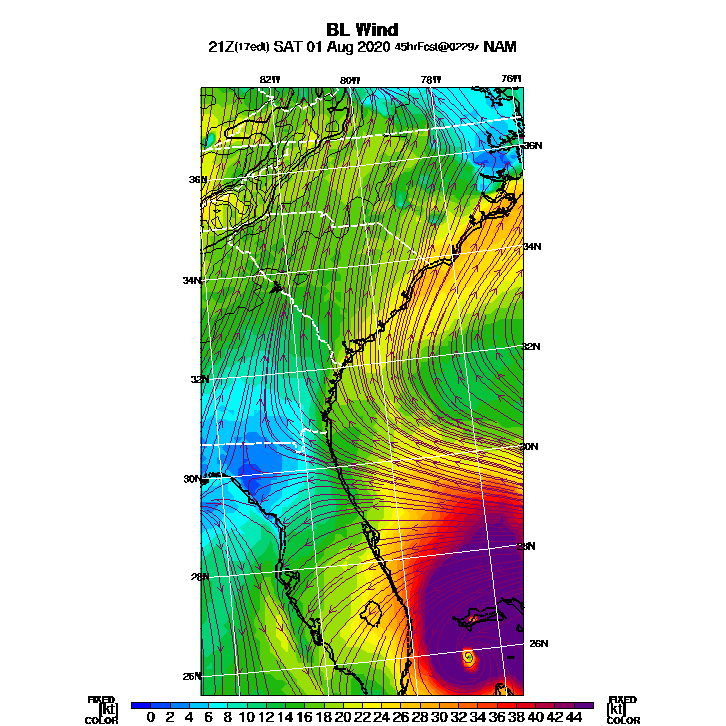 BL Wind
21Z(17edt) SAT 01 Aug 2020 45hrFcst@0229z NAM
82W 80W 78W 76W
36N
36N
34N
34N
32N
32N
30N
30N
28N
28N
26N
26N
FIXED FIXED
[kt] 0 2 4 6 8 10 12 14 16 18 20 22 24 26 28 30 32 34 36 38 40 42 44 [kt]
COLOR COLOR